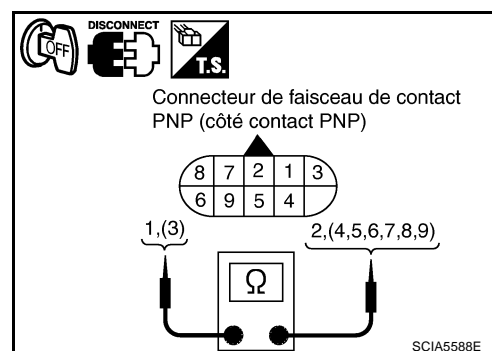 DISCONNECT
OFF
T.S.
Connecteur de faisceau de contact
PNP (côté contact PNP)
8 7 2 1 3
6 9 5 4
1,(3) 2,(4,5,6,7,8,9)
Ω
SCIA5588E